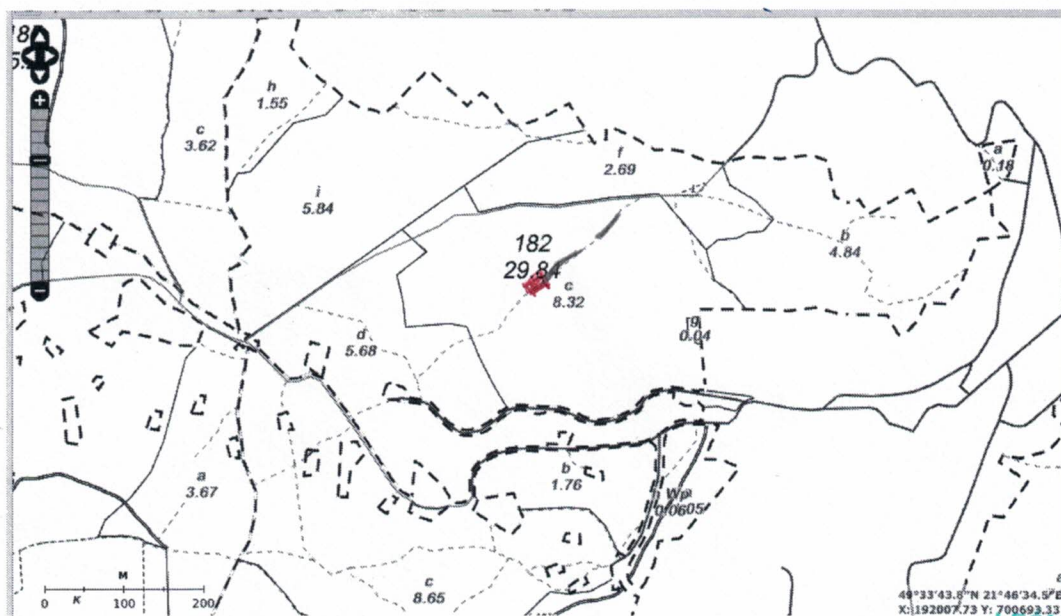 h
1.55
c
3.62
a
0.18
f
2.69
i
5.84
182
29.84
b
4.84
c
8.32
g
0.04
d
5.68
b
1.76
a
3.67
c
8.65
0 100 200
49°33'43.8"N 21°46'34.5"E
X: 192007.73 Y: 700693.13